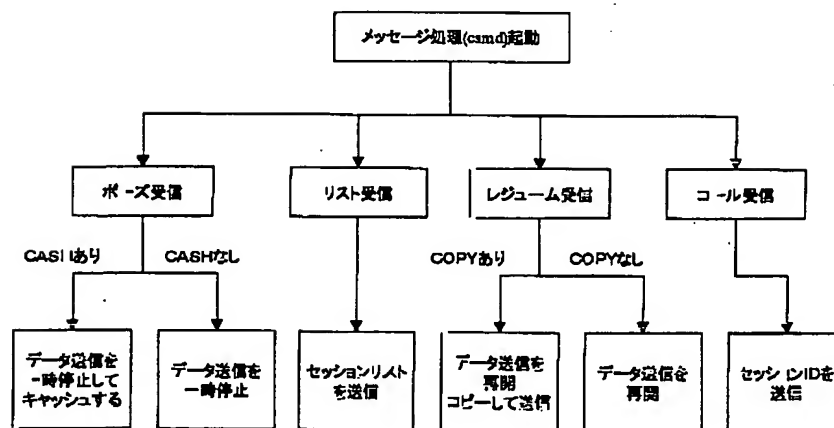 メッセージ処理(csmd)起動
ポーズ受信
リスト受信
レジューム受信
コール受信
CASHあり
CASHなし
COPYあり
COPYなし
データ送信を
一時停止して
キャッシュする
データ送信を
一時停止
セッションリスト
を送信
データ送信を
再開
コピーして送信
データ送信を
再開
セッションIDを
送信